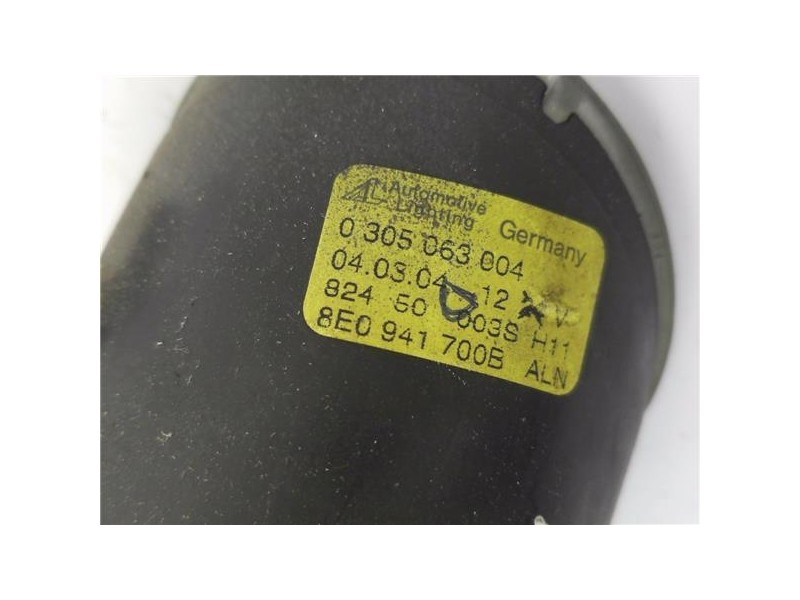 AL Automotive
Lighting Germany
0 305 063 004
04.03.04 12 V
824 50 003S H11
8E0 941 700B ALN